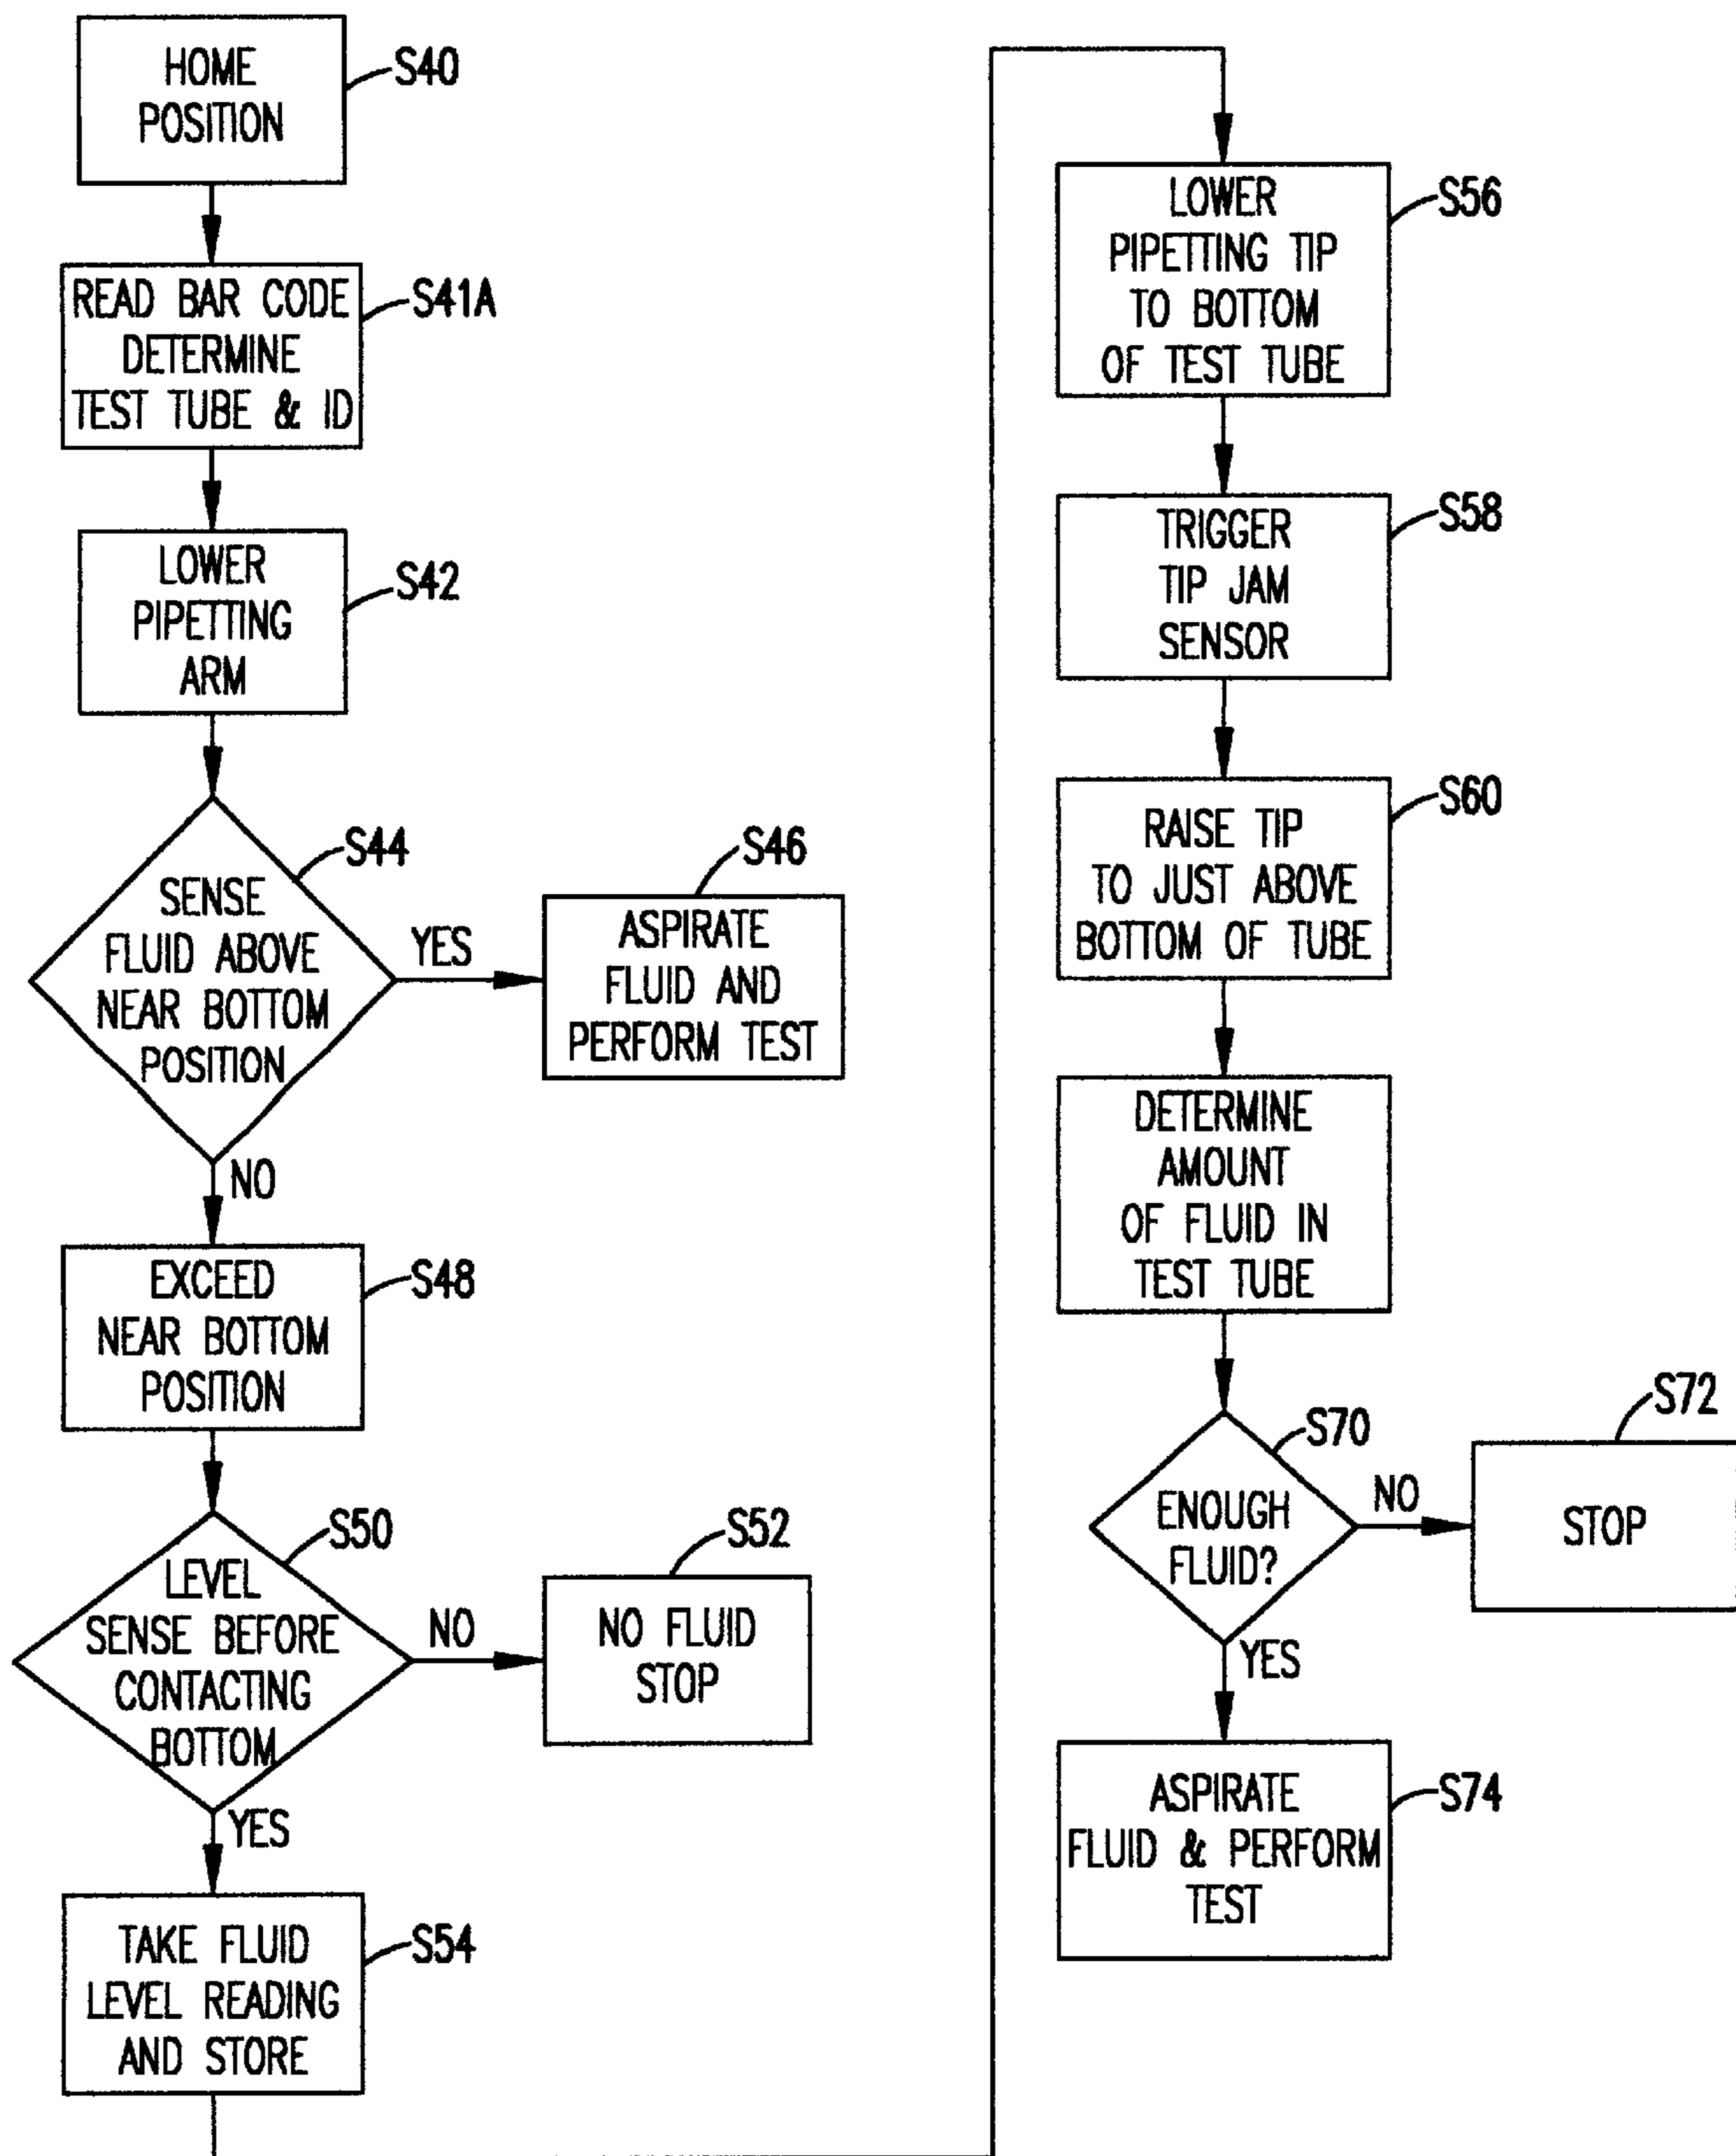 HOME
POSITION
S40
READ BAR CODE
DETERMINE
TEST TUBE & ID
S41A
LOWER
PIPETTING
ARM
S42
SENSE
FLUID ABOVE
NEAR BOTTOM
POSITION
S44
YES
ASPIRATE
FLUID AND
PERFORM TEST
S46
NO
EXCEED
NEAR BOTTOM
POSITION
S48
LEVEL
SENSE BEFORE
CONTACTING
BOTTOM
S50
NO
NO FLUID
STOP
S52
YES
TAKE FLUID
LEVEL READING
AND STORE
S54
LOWER
PIPETTING TIP
TO BOTTOM
OF TEST TUBE
S56
TRIGGER
TIP JAM
SENSOR
S58
RAISE TIP
TO JUST ABOVE
BOTTOM OF TUBE
S60
DETERMINE
AMOUNT
OF FLUID IN
TEST TUBE
ENOUGH
FLUID?
S70
NO
STOP
S72
YES
ASPIRATE
FLUID & PERFORM
TEST
S74